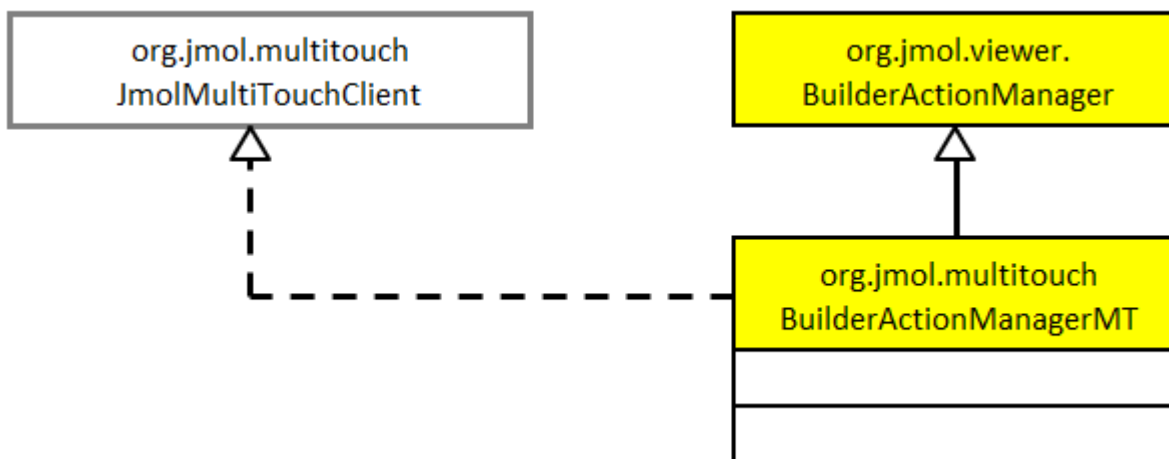 org.jmol.multitouch
JmolMultiTouchClient
org.jmol.viewer.
BuilderActionManager
org.jmol.multitouch
BuilderActionManagerMT